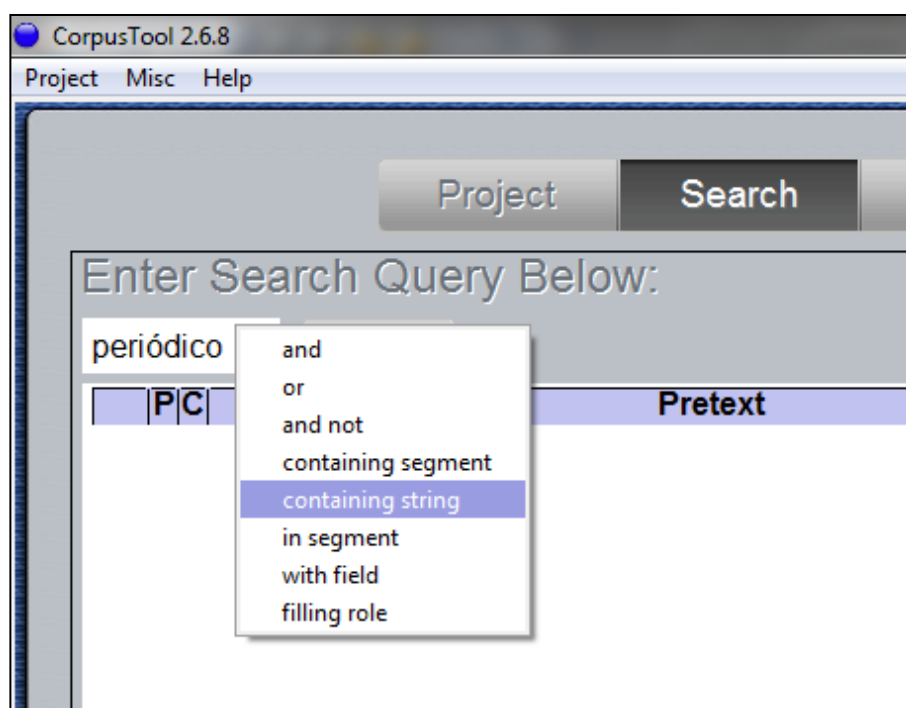 CorpusTool 2.6.8
Project Misc Help
Project Search
Enter Search Query Below:
periódico
and
or
and not
containing segment
containing string
in segment
with field
filling role
P C Pretext